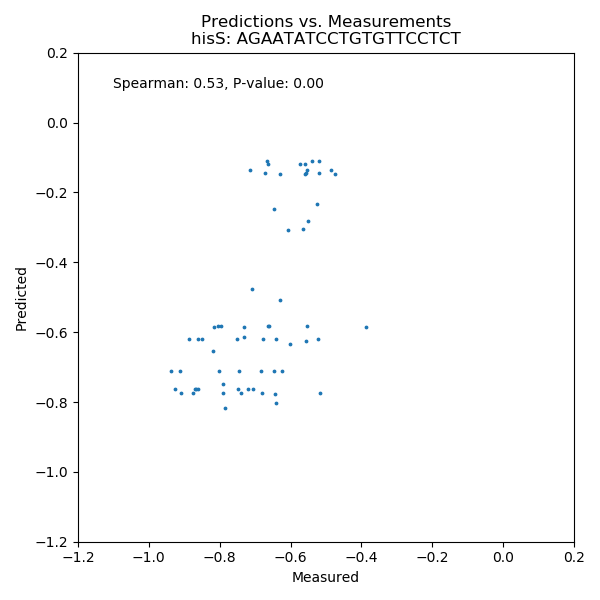 Predictions vs. Measurements
hisS: AGAATATCCTGTGTTCCTCT
Spearman: 0.53, P-value: 0.00
0.2
0.0
−0.2
−0.4
−0.6
−0.8
−1.0
−1.2
Predicted
−1.2 −1.0 −0.8 −0.6 −0.4 −0.2 0.0 0.2
Measured